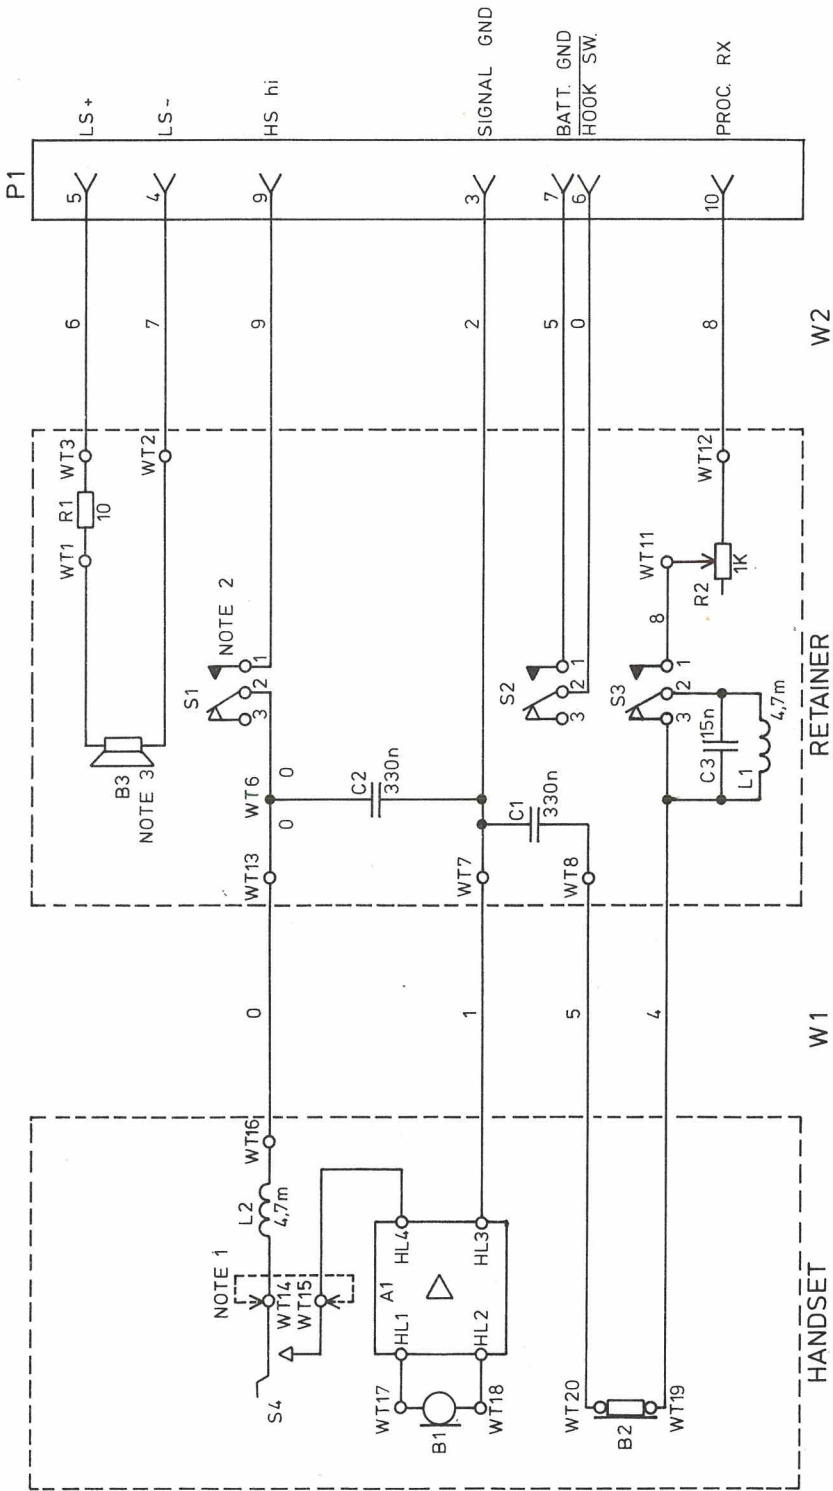 P1
5
LS +
4
LS -
9
HS hi
3
SIGNAL GND
7
BATT. GND
6
HOOK SW.
10
PROC. RX
6
7
9
2
5
0
8
W2
WT3
R1
10
WT1
WT2
B3
NOTE 3
S1
1
2
3
NOTE 2
WT6
0
0
WT13
C2
330n
WT7
C1
330n
WT8
S2
1
2
3
S3
1
2
3
8
WT11
R2
1K
WT12
C3
15n
L1
4,7m
RETAINER
0
1
5
4
W1
WT16
L2
4,7m
NOTE 1
WT14
WT15
S4
A1
HL4
HL3
HL1
HL2
WT17
WT18
B1
WT20
WT19
B2
HANDSET